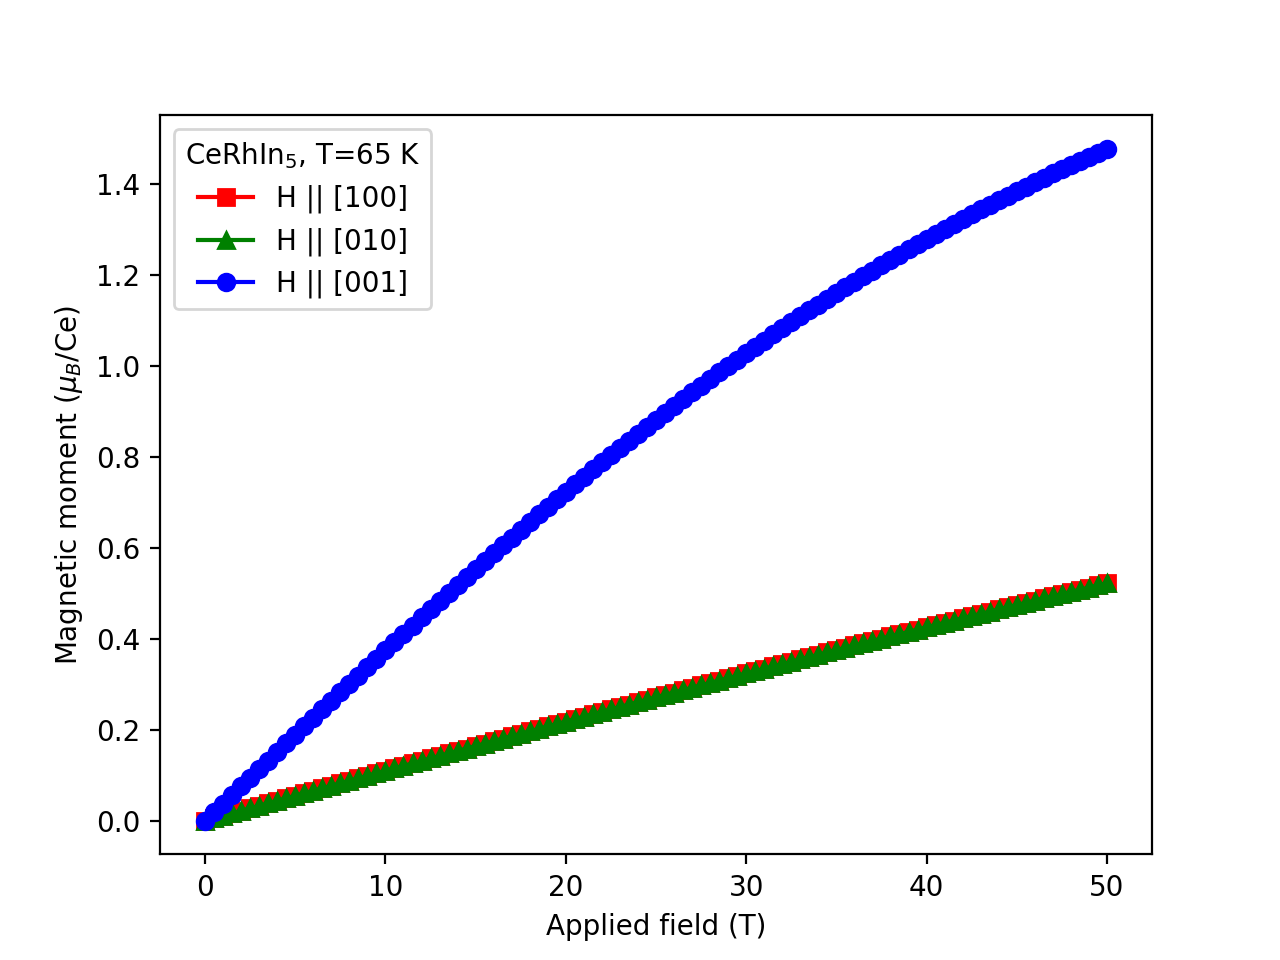 CeRhIn₅, T=65 K
H || [100]
H || [010]
H || [001]
Magnetic moment (μ_B/Ce)
1.4
1.2
1.0
0.8
0.6
0.4
0.2
0.0
0
10
20
30
40
50
Applied field (T)